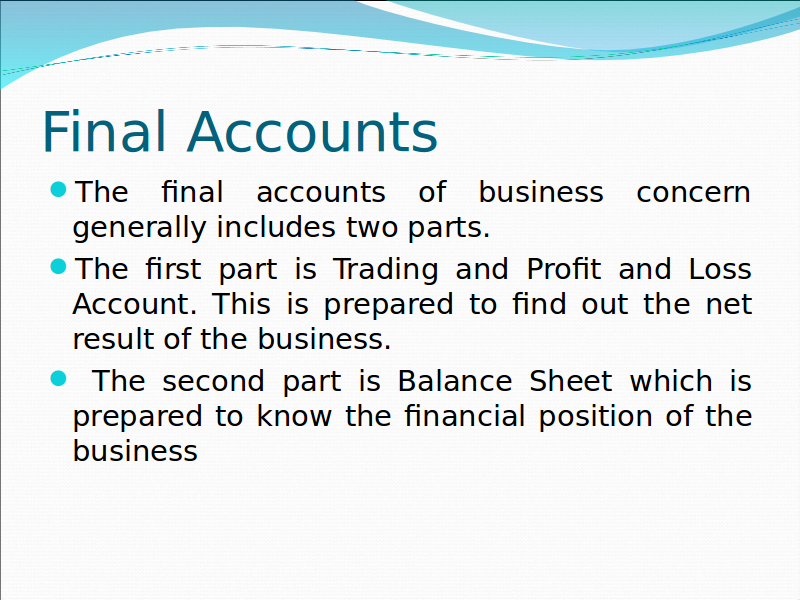 Final Accounts
The final accounts of business concern
generally includes two parts.
The first part is Trading and Profit and Loss
Account. This is prepared to find out the net
result of the business.
The second part is Balance Sheet which is
prepared to know the financial position of the
business